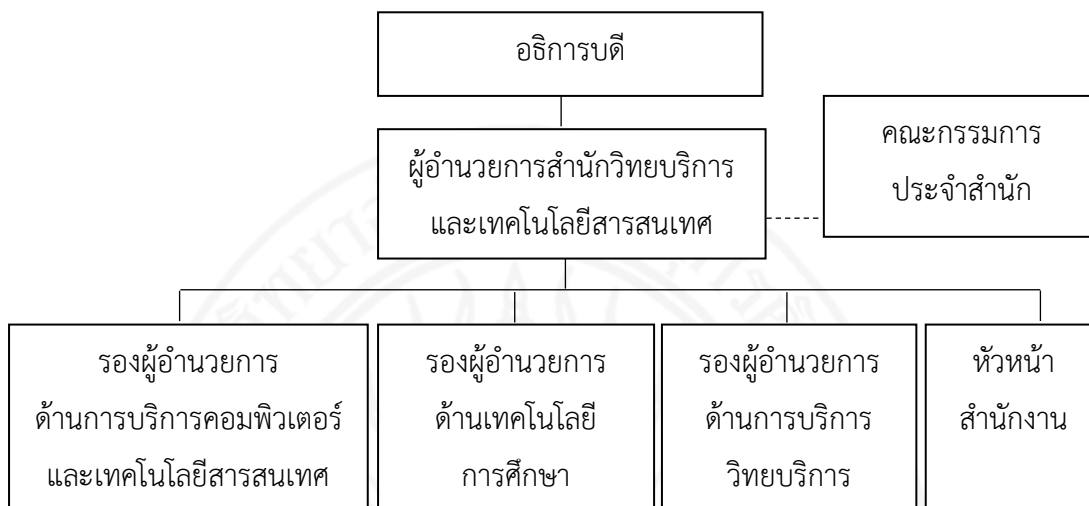 อธิการบดี
ผู้อำนวยการสำนักวิทยบริการ
และเทคโนโลยีสารสนเทศ
คณะกรรมการ
ประจำสำนัก
รองผู้อำนวยการ
ด้านการบริการคอมพิวเตอร์
และเทคโนโลยีสารสนเทศ
รองผู้อำนวยการ
ด้านเทคโนโลยี
การศึกษา
รองผู้อำนวยการ
ด้านการบริการ
วิทยบริการ
หัวหน้า
สำนักงาน